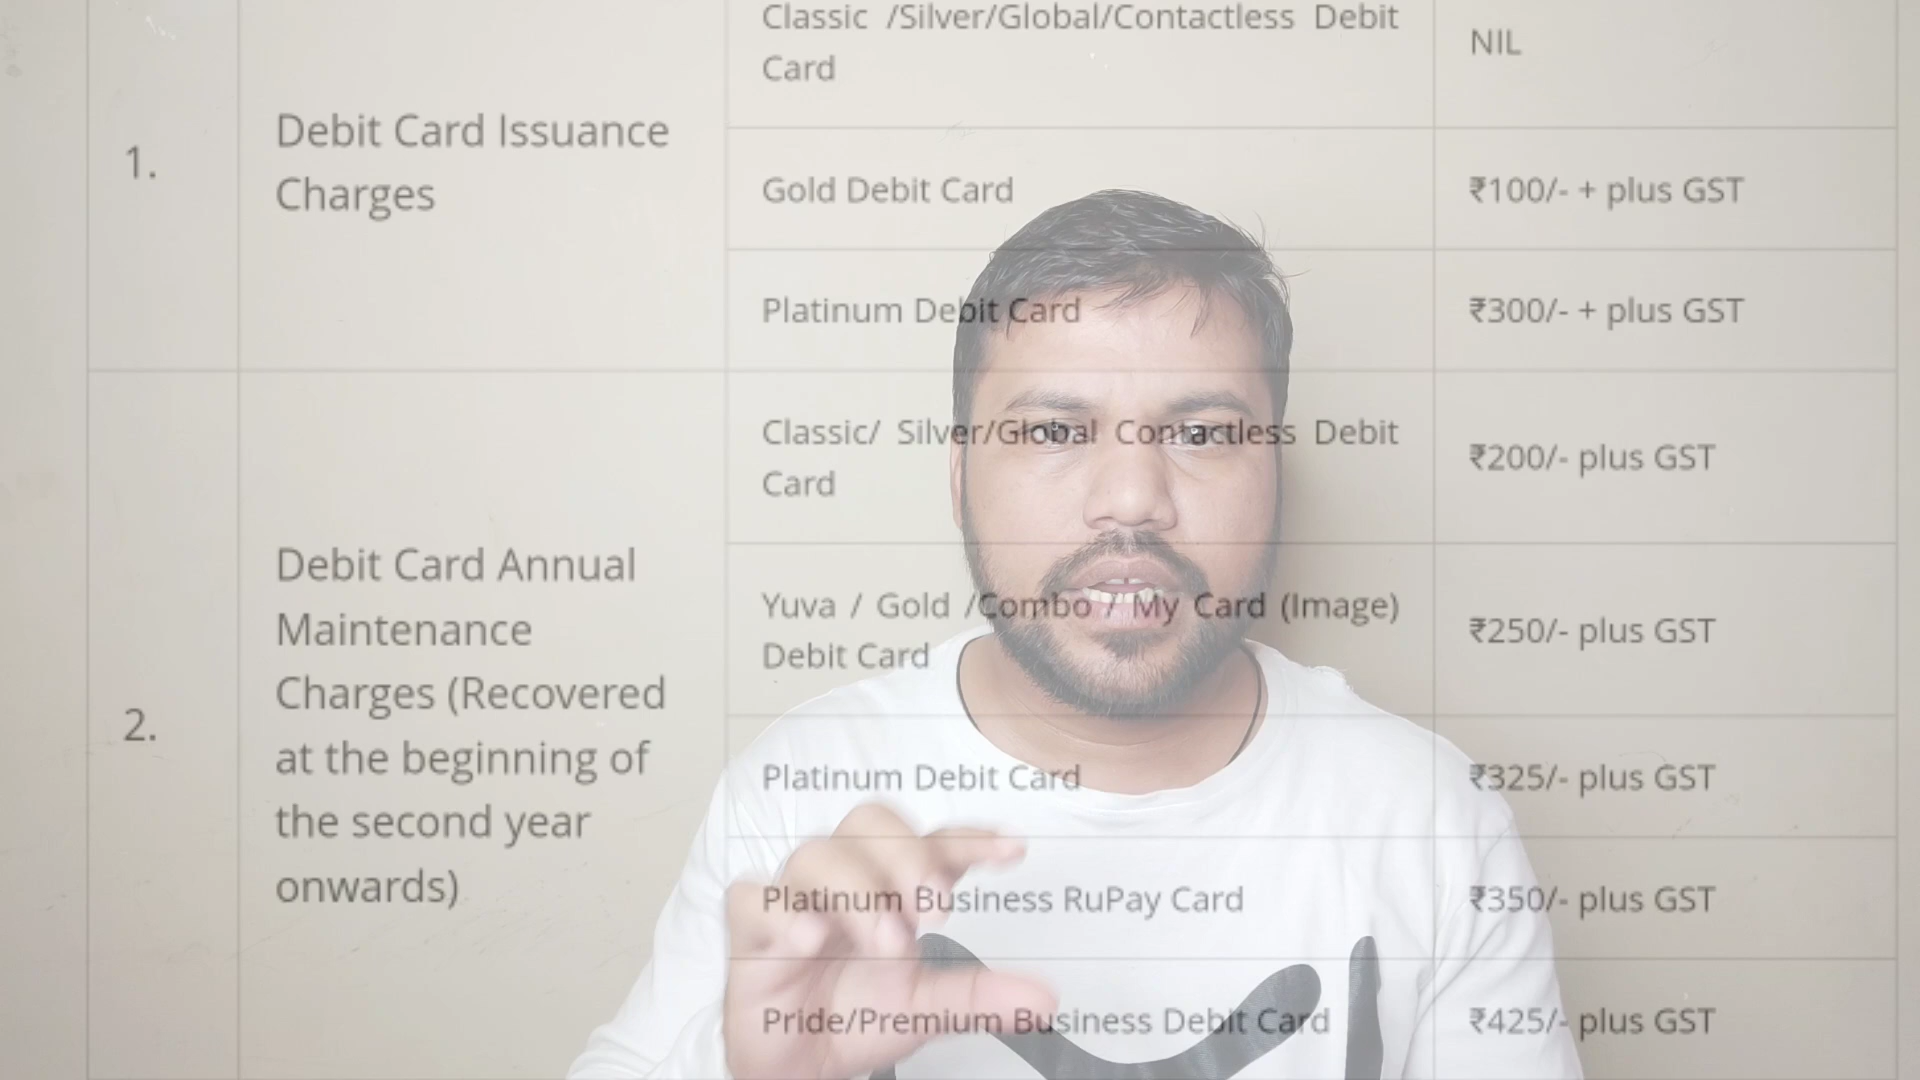 Classic /Silver/Global/Contactless Debit
Card
NIL
1.
Debit Card Issuance
Charges
Gold Debit Card
₹100/- + plus GST
Platinum Debit Card
₹300/- + plus GST
2.
Debit Card Annual
Maintenance
Charges (Recovered
at the beginning of
the second year
onwards)
Classic/ Silver/Global Contactless Debit
Card
₹200/- plus GST
Yuva / Gold /Combo / My Card (Image)
Debit Card
₹250/- plus GST
Platinum Debit Card
₹325/- plus GST
Platinum Business RuPay Card
₹350/- plus GST
Pride/Premium Business Debit Card
₹425/- plus GST